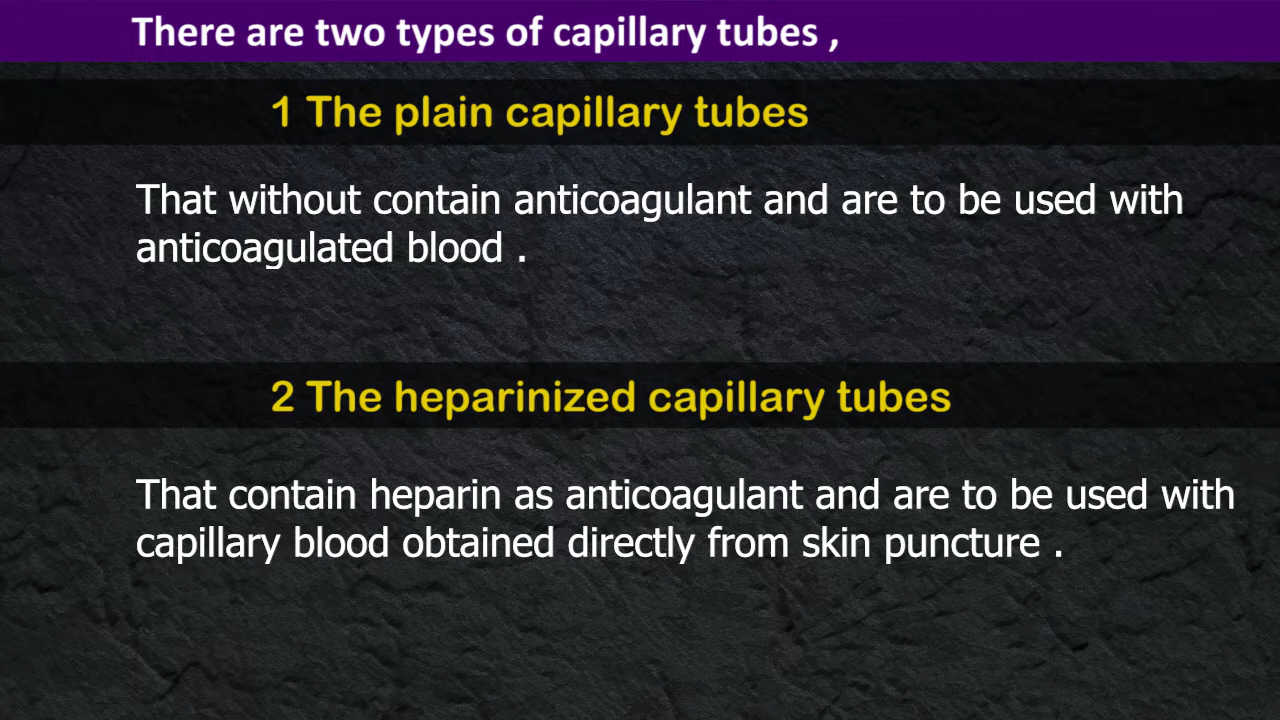 There are two types of capillary tubes ,
1 The plain capillary tubes
That without contain anticoagulant and are to be used with
anticoagulated blood .
2 The heparinized capillary tubes
That contain heparin as anticoagulant and are to be used with
capillary blood obtained directly from skin puncture .